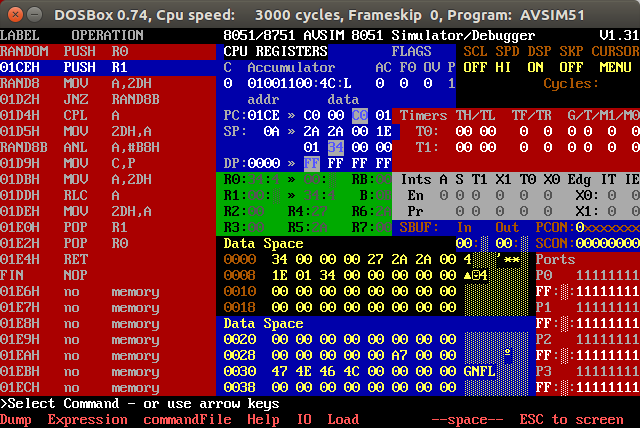 DOSBox 0.74, Cpu speed: 3000 cycles, Frameskip 0, Program: AVSIM51
LABEL OPERATION 8051/8751 AVSIM 8051 Simulator/Debugger V1.31
RANDOM PUSH R0 CPU REGISTERS FLAGS SCL SPD DSP SKP CURSOR
01CEH PUSH R1 C Accumulator AC F0 OV P OFF HI ON OFF MENU
RAND8 MOV A,2DH 0 01001100:4C:L 0 0 0 1 Cycles:
01D2H JNZ RAND8B addr data
01D4H CPL A PC:01CE » C0 00 C0 01 Timers TH/TL TF/TR G/T/M1/M0
01D5H MOV 2DH,A SP: 0A » 2A 2A 00 1E T0: 00 00 0 0 0 0 0 0
RAND8B ANL A,#B8H 01 34 00 00 T1: 00 00 0 0 0 0 0 0
01D9H MOV C,P DP:0000 » FF FF FF FF
01DBH MOV A,2DH R0:34:4 » 00: RB:00 Ints A S T1 X1 T0 X0 Edg IT IE
01DDH RLC A R1:00: » 34:4 B:00 En 0 0 0 0 0 0 X0: 0 0
01DEH MOV 2DH,A R2:00 R4:27 R6:2A Pr 0 0 0 0 0 X1: 0 0
01E0H POP R1 R3:00 R5:2A R7:00 SBUF: In Out PCON:0xxxxxxx
01E2H POP R0 Data Space 00: 00: SCON:00000000
01E4H RET 0000 34 00 00 00 27 2A 2A 00 4 '** Ports
FIN NOP 0008 1E 01 34 00 00 00 00 00 ▲☺4 P0 11111111
01E6H no memory 0010 00 00 00 00 00 00 00 00 FF: :11111111
01E7H no memory 0018 00 00 00 00 00 00 00 00 P1 11111111
01E8H no memory Data Space FF: :11111111
01E9H no memory 0020 00 00 00 00 00 00 00 00 P2 11111111
01EAH no memory 0028 00 00 00 00 00 A7 00 00 º FF: :11111111
01EBH no memory 0030 47 4E 46 4C 00 00 00 00 GNFL P3 11111111
01ECH no memory 0038 00 00 00 00 00 00 00 00 FF: :11111111
>Select Command - or use arrow keys
Dump Expression commandFile Help IO Load --space-- ESC to screen